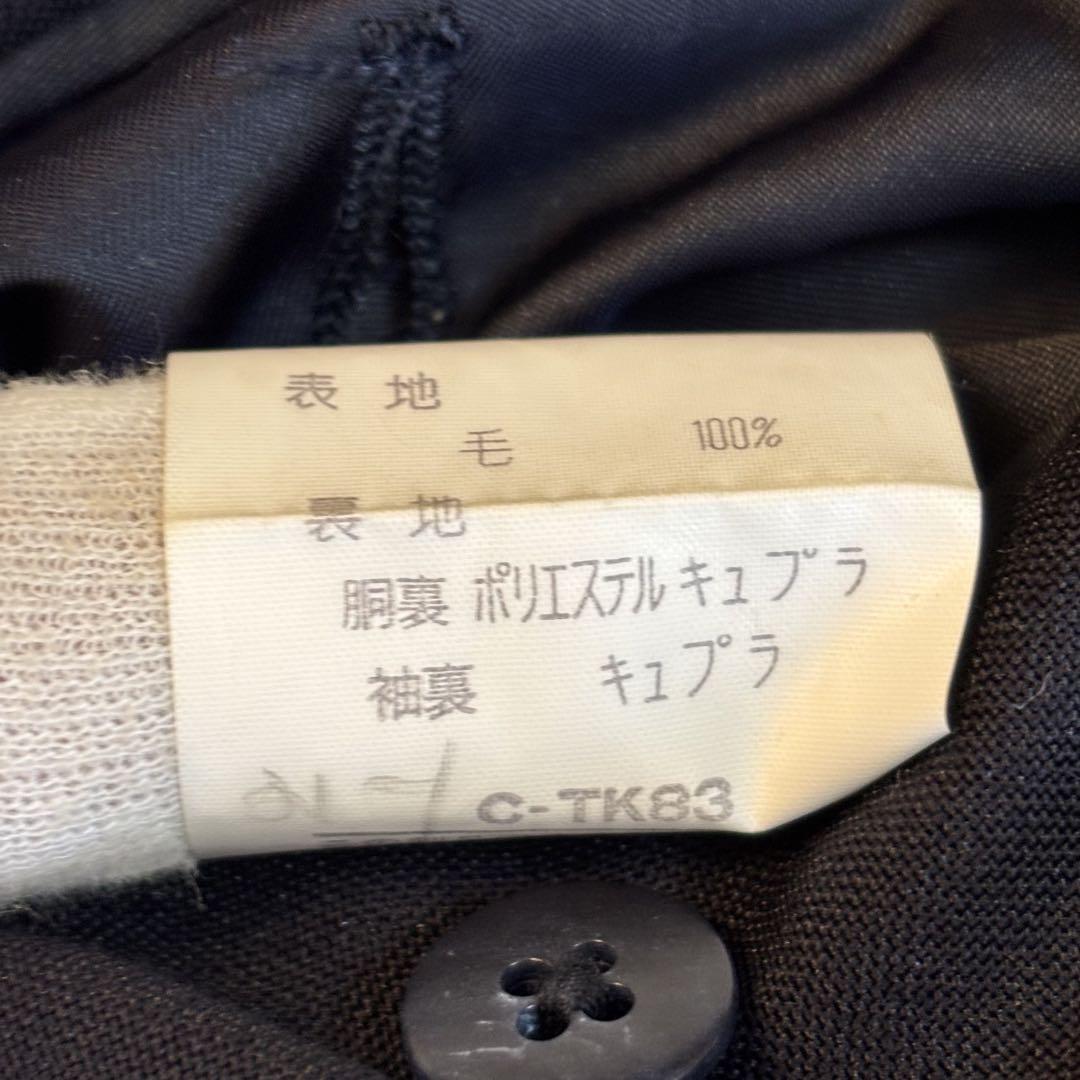 表地
毛 100%
裏地
胴裏 ポリエステル キュプラ
袖裏 キュプラ
C-TK83